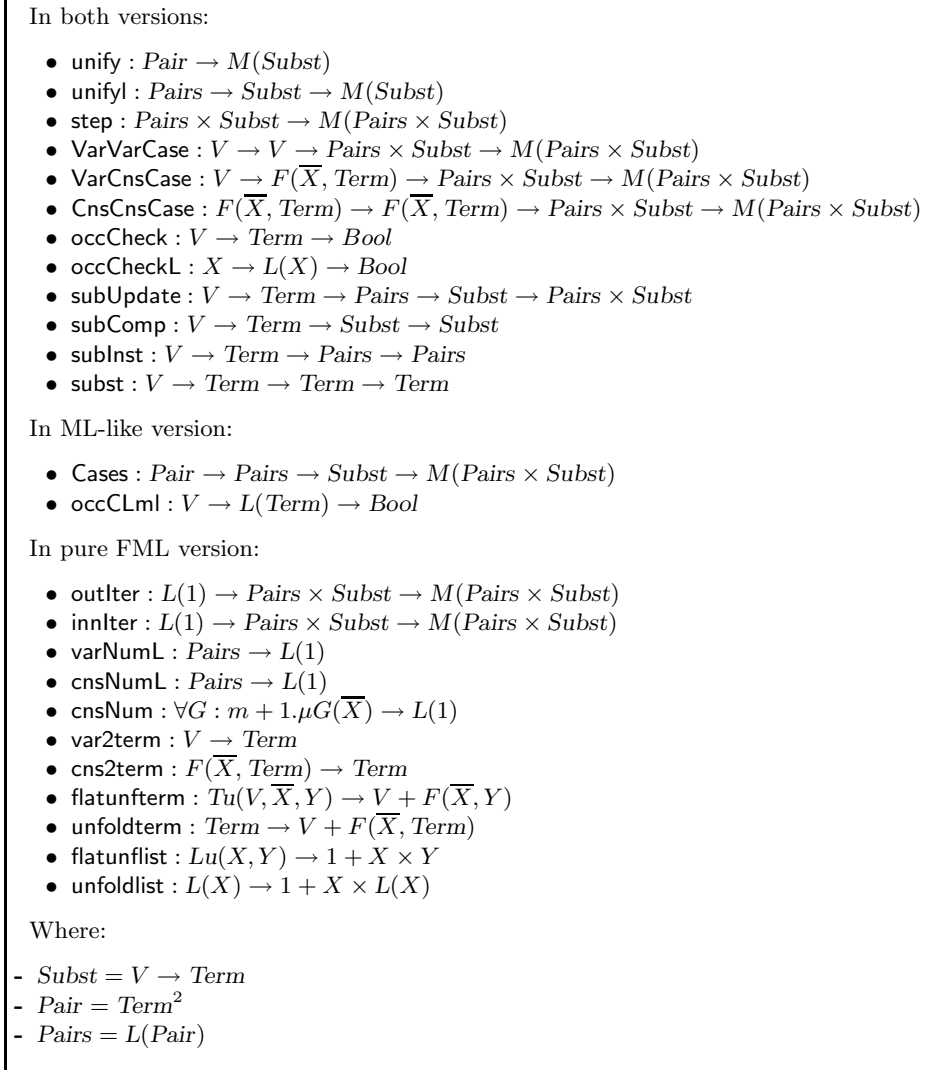 In both versions:
• unify : Pair → M(Subst)
• unifyl : Pairs → Subst → M(Subst)
• step : Pairs × Subst → M(Pairs × Subst)
• VarVarCase : V → V → Pairs × Subst → M(Pairs × Subst)
• VarCnsCase : V → F(X̅, Term) → Pairs × Subst → M(Pairs × Subst)
• CnsCnsCase : F(X̅, Term) → F(X̅, Term) → Pairs × Subst → M(Pairs × Subst)
• occCheck : V → Term → Bool
• occCheckL : X → L(X) → Bool
• subUpdate : V → Term → Pairs → Subst → Pairs × Subst
• subComp : V → Term → Subst → Subst
• subInst : V → Term → Pairs → Pairs
• subst : V → Term → Term → Term
In ML-like version:
• Cases : Pair → Pairs → Subst → M(Pairs × Subst)
• occCLml : V → L(Term) → Bool
In pure FML version:
• outIter : L(1) → Pairs × Subst → M(Pairs × Subst)
• innIter : L(1) → Pairs × Subst → M(Pairs × Subst)
• varNumL : Pairs → L(1)
• cnsNumL : Pairs → L(1)
• cnsNum : ∀G : m + 1.μG(X̅) → L(1)
• var2term : V → Term
• cns2term : F(X̅, Term) → Term
• flatunfterm : Tu(V, X̅, Y) → V + F(X̅, Y)
• unfoldterm : Term → V + F(X̅, Term)
• flatunflist : Lu(X, Y) → 1 + X × Y
• unfoldlist : L(X) → 1 + X × L(X)
Where:
- Subst = V → Term
- Pair = Term²
- Pairs = L(Pair)